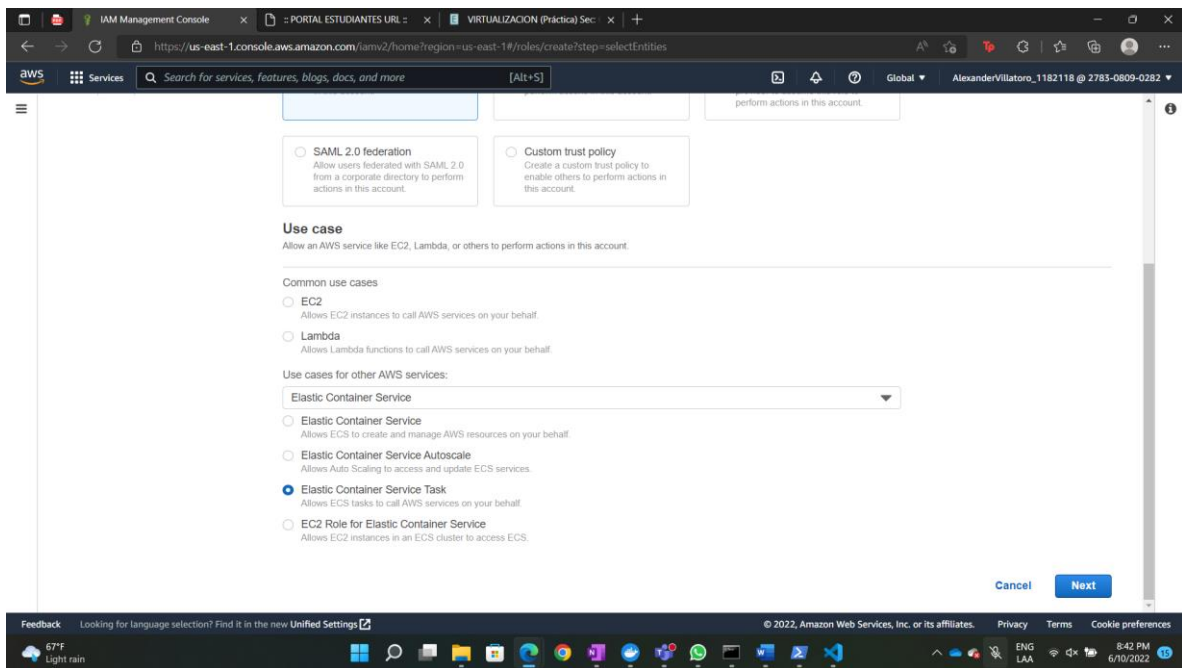 IAM Management Console
:: PORTAL ESTUDIANTES URL ::
VIRTUALIZACION (Práctica) Sec
https://us-east-1.console.aws.amazon.com/iamv2/home?region=us-east-1#/roles/create?step=selectEntities
aws
Services
Search for services, features, blogs, docs, and more
[Alt+S]
Global
AlexanderVillatoro_1182118 @ 2783-0809-0282
perform actions in this account.
SAML 2.0 federation
Allow users federated with SAML 2.0
from a corporate directory to perform
actions in this account.
Custom trust policy
Create a custom trust policy to
enable others to perform actions in
this account.
Use case
Allow an AWS service like EC2, Lambda, or others to perform actions in this account.
Common use cases
EC2
Allows EC2 instances to call AWS services on your behalf.
Lambda
Allows Lambda functions to call AWS services on your behalf.
Use cases for other AWS services:
Elastic Container Service
Elastic Container Service
Allows ECS to create and manage AWS resources on your behalf.
Elastic Container Service Autoscale
Allows Auto Scaling to access and update ECS services.
Elastic Container Service Task
Allows ECS tasks to call AWS services on your behalf.
EC2 Role for Elastic Container Service
Allows EC2 instances in an ECS cluster to access ECS.
Cancel
Next
Feedback
Looking for language selection? Find it in the new Unified Settings
© 2022, Amazon Web Services, Inc. or its affiliates.
Privacy
Terms
Cookie preferences
67°F
Light rain
ENG
LAA
8:42 PM
6/10/2022
15